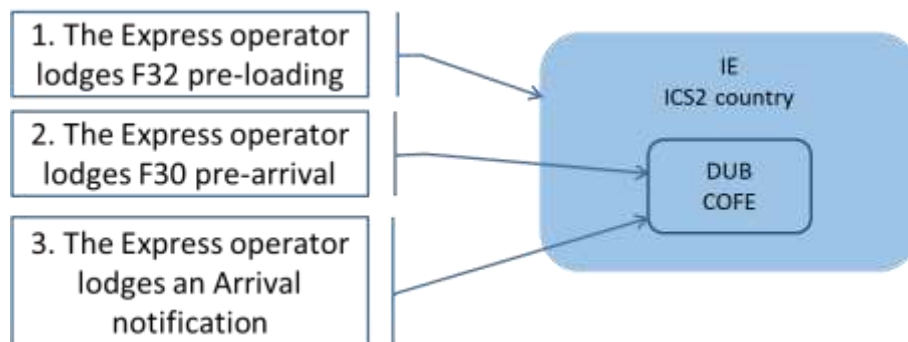 1. The Express operator
lodges F32 pre-loading
2. The Express operator
lodges F30 pre-arrival
3. The Express operator
lodges an Arrival
notification
IE
ICS2 country
DUB
COFE